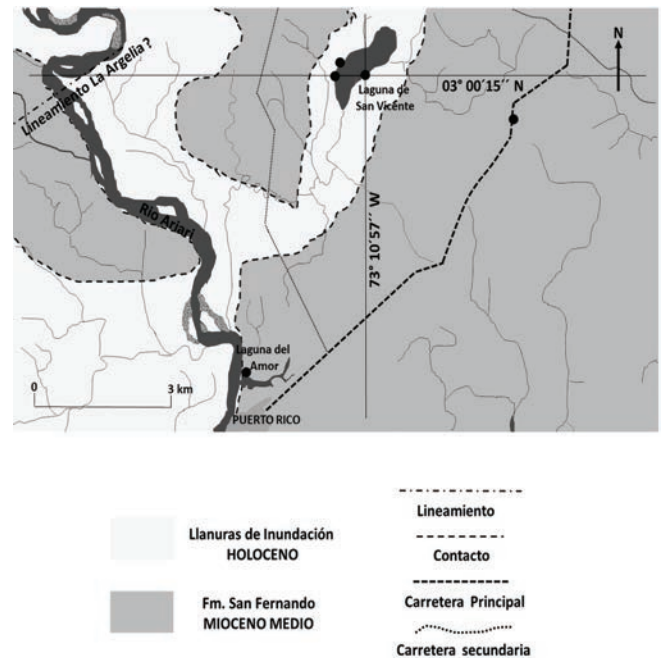 N
Lineamiento La Argelia ?
Laguna de
San Vicente
03° 00´15´´ N
Río Ariari
73° 10´57´´ W
Laguna del
Amor
0
3 km
PUERTO RICO
Llanuras de Inundación
HOLOCENO
Fm. San Fernando
MIOCENO MEDIO
Lineamiento
Contacto
Carretera Principal
Carretera secundaria